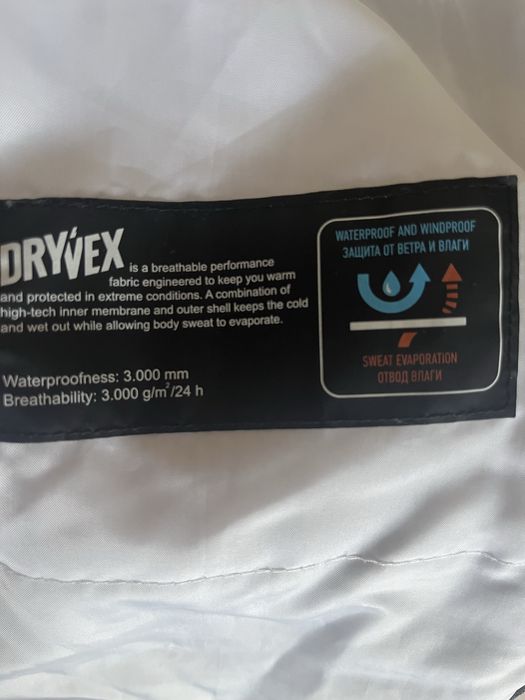 DRYVEX is a breathable performance
fabric engineered to keep you warm
and protected in extreme conditions. A combination of
high-tech inner membrane and outer shell keeps the cold
and wet out while allowing body sweat to evaporate.
Waterproofness: 3.000 mm
Breathability: 3.000 g/m²/24 h
WATERPROOF AND WINDPROOF
ЗАЩИТА ОТ ВЕТРА И ВЛАГИ
SWEAT EVAPORATION
ОТВОД ВЛАГИ